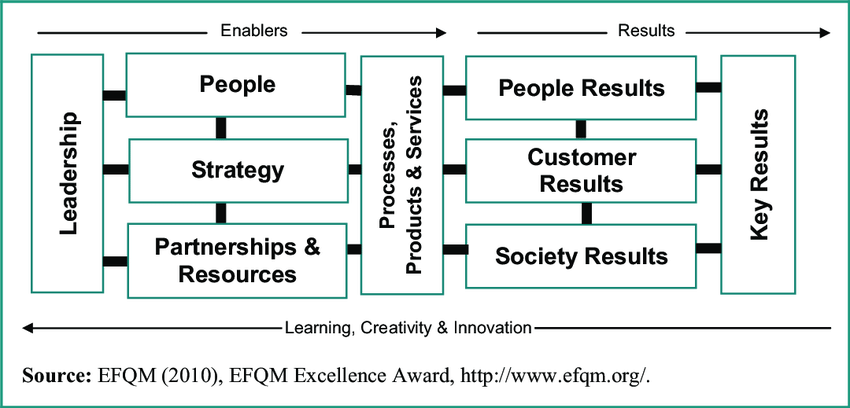 Enablers
Results
Leadership
People
Strategy
Partnerships &
Resources
Processes,
Products & Services
People Results
Customer
Results
Society Results
Key Results
Learning, Creativity & Innovation
Source: EFQM (2010), EFQM Excellence Award, http://www.efqm.org/.